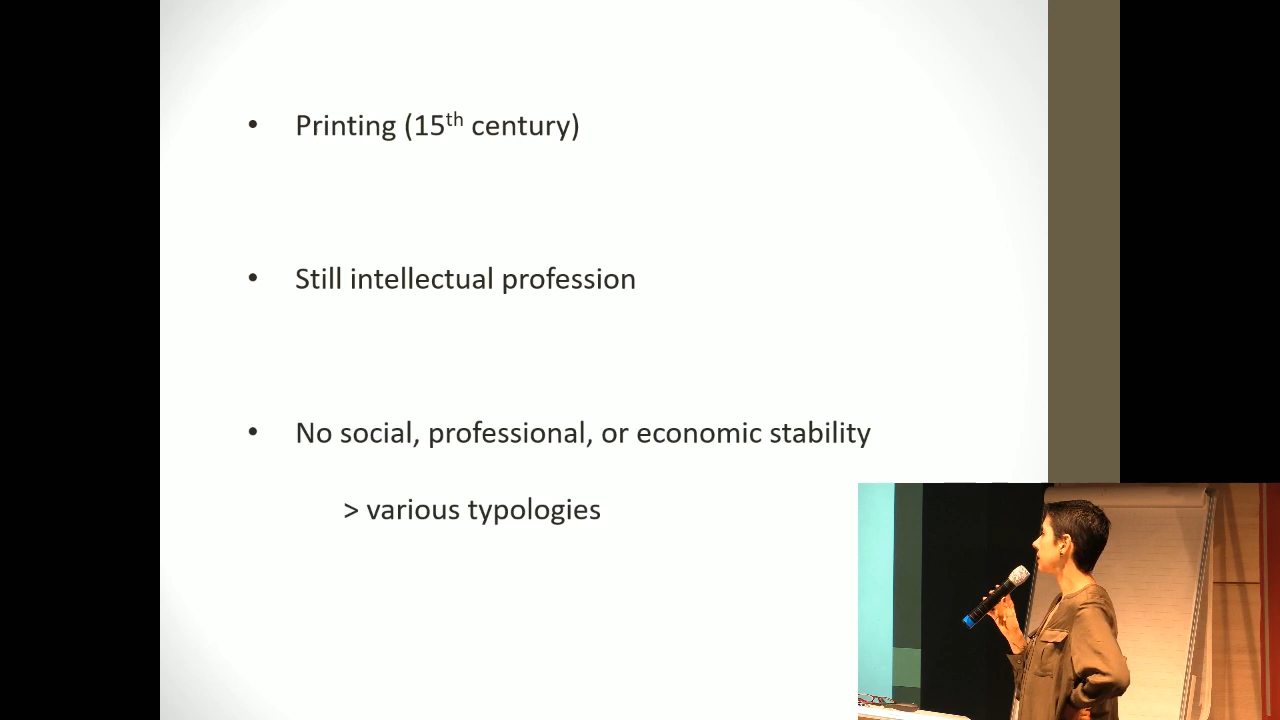 • Printing (15th century)
• Still intellectual profession
• No social, professional, or economic stability
> various typologies